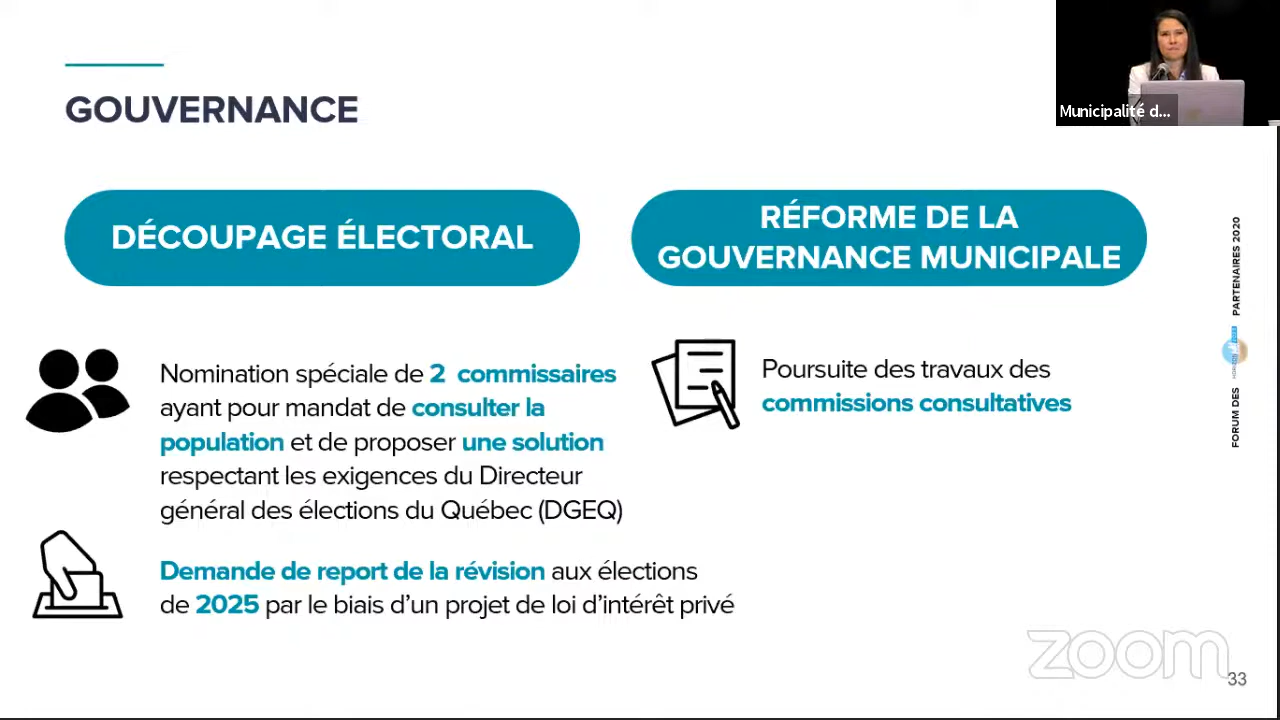 GOUVERNANCE
Municipalité d...
DÉCOUPAGE ÉLECTORAL
RÉFORME DE LA
GOUVERNANCE MUNICIPALE
Nomination spéciale de 2 commissaires
ayant pour mandat de consulter la
population et de proposer une solution
respectant les exigences du Directeur
général des élections du Québec (DGEQ)
Demande de report de la révision aux élections
de 2025 par le biais d’un projet de loi d’intérêt privé
Poursuite des travaux des
commissions consultatives
FORUM DES
PARTENAIRES 2020
zoom
33